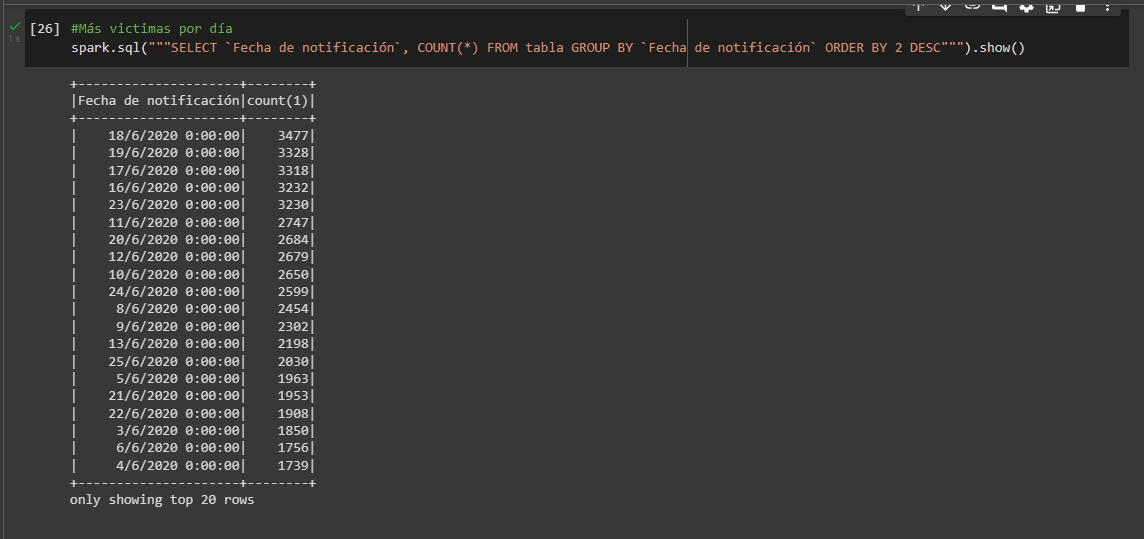 [26] #Más victimas por día
1s spark.sql("""SELECT `Fecha de notificación`, COUNT(*) FROM tabla GROUP BY `Fecha de notificación` ORDER BY 2 DESC""").show()
+---------------------+--------+
|Fecha de notificación|count(1)|
+---------------------+--------+
|    18/6/2020 0:00:00|    3477|
|    19/6/2020 0:00:00|    3328|
|    17/6/2020 0:00:00|    3318|
|    16/6/2020 0:00:00|    3232|
|    23/6/2020 0:00:00|    3230|
|    11/6/2020 0:00:00|    2747|
|    20/6/2020 0:00:00|    2684|
|    12/6/2020 0:00:00|    2679|
|    10/6/2020 0:00:00|    2650|
|    24/6/2020 0:00:00|    2599|
|     8/6/2020 0:00:00|    2454|
|     9/6/2020 0:00:00|    2302|
|    13/6/2020 0:00:00|    2198|
|    25/6/2020 0:00:00|    2030|
|     5/6/2020 0:00:00|    1963|
|    21/6/2020 0:00:00|    1953|
|    22/6/2020 0:00:00|    1908|
|     3/6/2020 0:00:00|    1850|
|     6/6/2020 0:00:00|    1756|
|     4/6/2020 0:00:00|    1739|
+---------------------+--------+
only showing top 20 rows